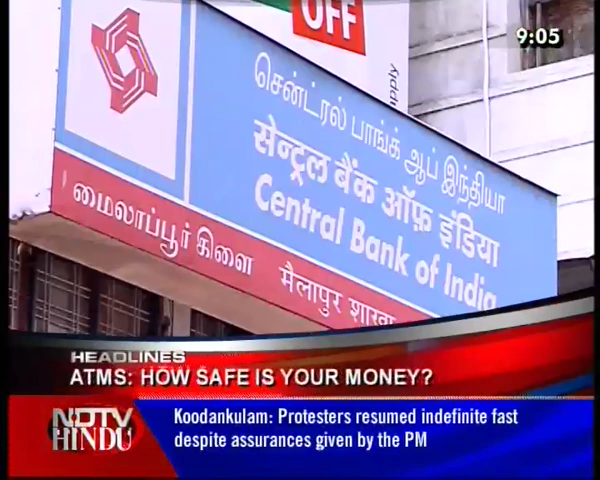 OFF
9:05
சென்ட்ரல் பாங்க் ஆப் இந்தியா
सेन्ट्रल बैंक ऑफ़ इंडिया
Central Bank of India
மைலாப்பூர் கிளை मैलापुर शाखा
HEADLINES
ATMS: HOW SAFE IS YOUR MONEY?
NDTV
HINDU
Koodankulam: Protesters resumed indefinite fast
despite assurances given by the PM